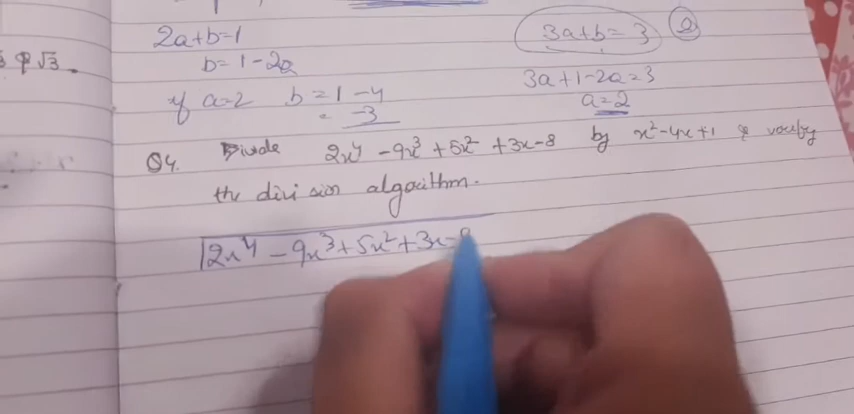 √3.
2a+b=1
b= 1-2a
if a=2 b = 1 -4
= -3
3a+b= 3 2
3a+1-2a=3
a=2
Q4. Divide 2x⁴ -9x³ +5x² +3x-8 by x²-4x+1 & verify
the division algorithm.
2x⁴ - 9x³+5x²+3x-8